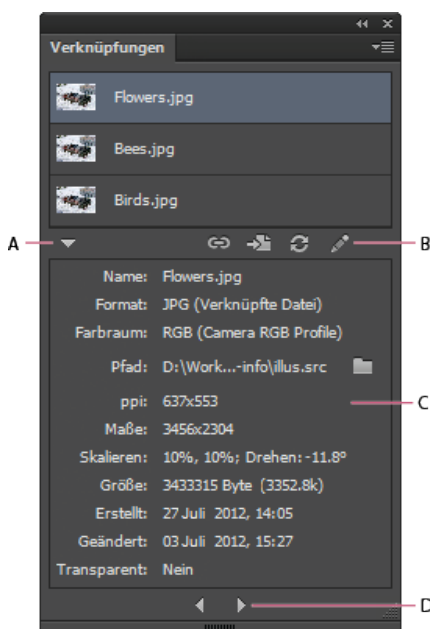 Verknüpfungen
Flowers.jpg
Bees.jpg
Birds.jpg
A
B
Name: Flowers.jpg
Format: JPG (Verknüpfte Datei)
Farbraum: RGB (Camera RGB Profile)
Pfad: D:\Work...-info\illus.src
ppi: 637x553
C
Maße: 3456x2304
Skalieren: 10%, 10%; Drehen: -11.8º
Größe: 3433315 Byte (3352.8k)
Erstellt: 27 Juli 2012, 14:05
Geändert: 03 Juli 2012, 15:27
Transparent: Nein
D